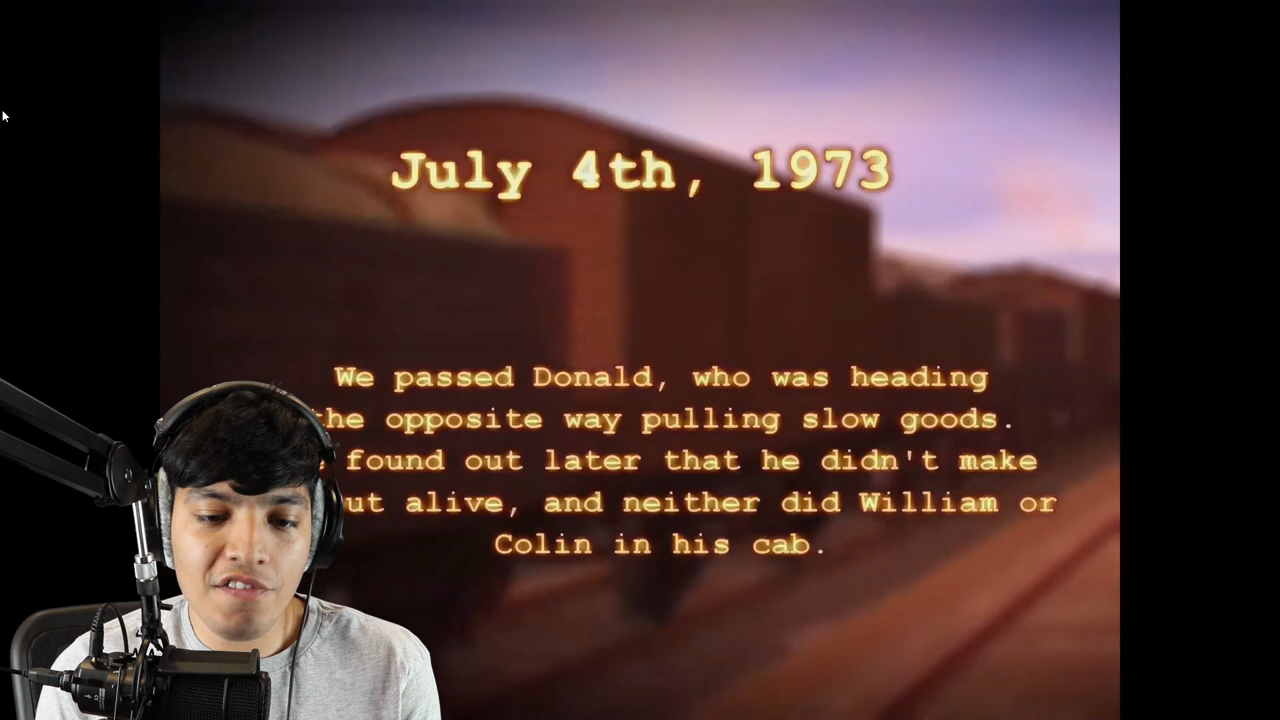 July 4th, 1973
We passed Donald, who was heading
the opposite way pulling slow goods.
found out later that he didn't make
alive, and neither did William or
Colin in his cab.